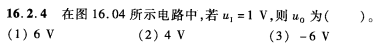 16.2.4 在图 16.04 所示电路中,若 u₁ = 1 V,则 u₀ 为(　　)。
(1) 6 V　　(2) 4 V　　(3) −6 V